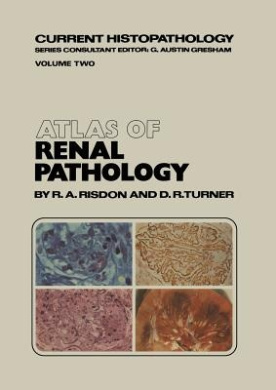 CURRENT HISTOPATHOLOGY
SERIES CONSULTANT EDITOR: G. AUSTIN GRESHAM
VOLUME TWO
ATLAS OF
RENAL
PATHOLOGY
BY R.A. RISDON AND D.R.TURNER